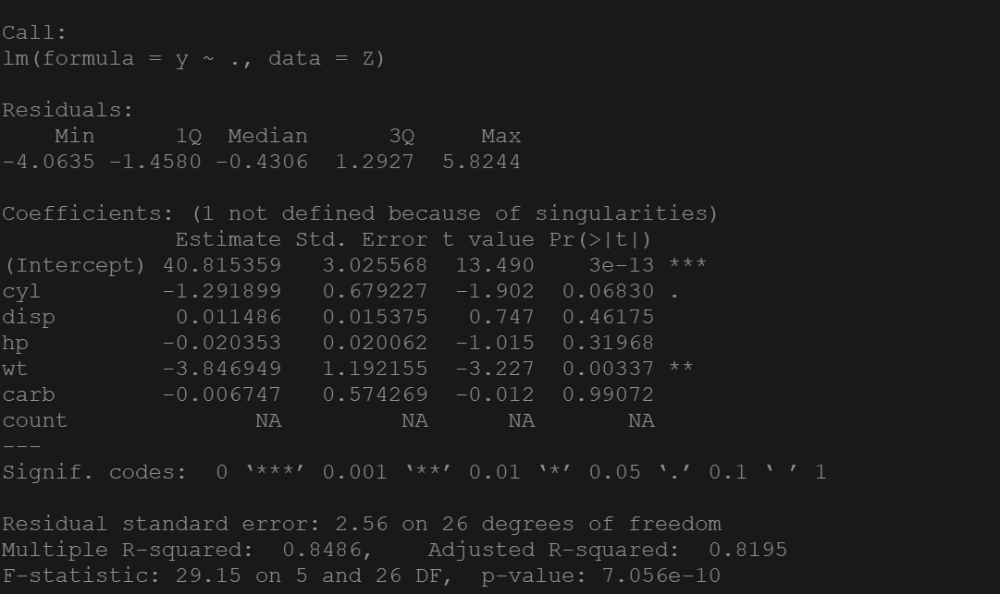 Call:
lm(formula = y ~ ., data = Z)
Residuals:
    Min      1Q  Median      3Q     Max
-4.0635 -1.4580 -0.4306  1.2927  5.8244
Coefficients: (1 not defined because of singularities)
             Estimate Std. Error t value Pr(>|t|)
(Intercept) 40.815359   3.025568  13.490    3e-13 ***
cyl         -1.291899   0.679227  -1.902  0.06830 .
disp         0.011486   0.015375   0.747  0.46175
hp          -0.020353   0.020062  -1.015  0.31968
wt          -3.846949   1.192155  -3.227  0.00337 **
carb        -0.006747   0.574269  -0.012  0.99072
count              NA         NA      NA       NA
---
Signif. codes:  0 ‘***’ 0.001 ‘**’ 0.01 ‘*’ 0.05 ‘.’ 0.1 ‘ ’ 1
Residual standard error: 2.56 on 26 degrees of freedom
Multiple R-squared:  0.8486,    Adjusted R-squared:  0.8195
F-statistic: 29.15 on 5 and 26 DF,  p-value: 7.056e-10